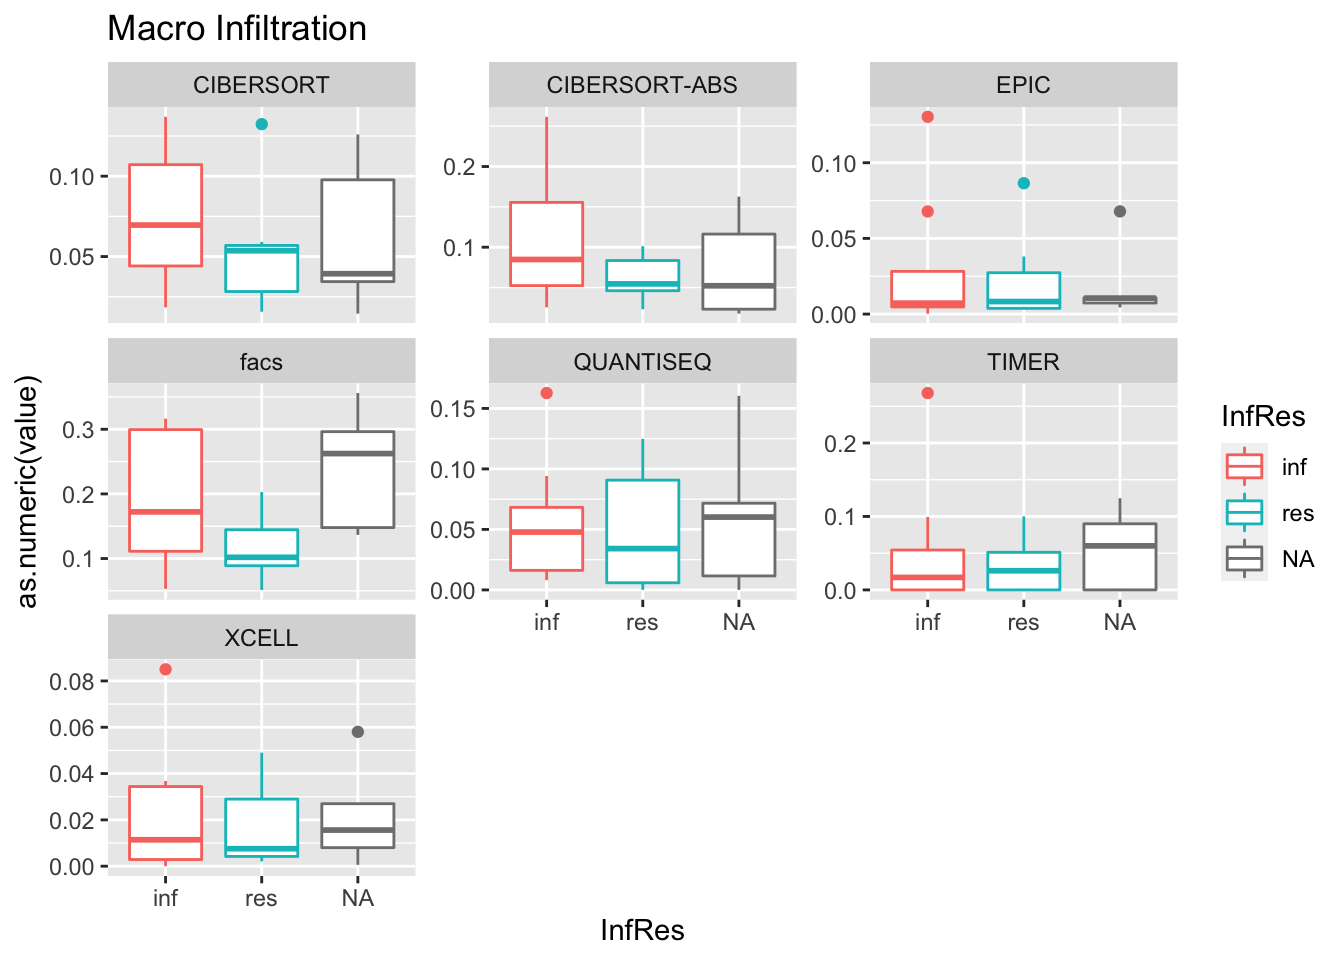 Macro Infiltration
CIBERSORT
0.10
0.05
CIBERSORT-ABS
0.2
0.1
EPIC
0.10
0.05
0.00
as.numeric(value)
facs
0.3
0.2
0.1
QUANTISEQ
0.15
0.10
0.05
0.00
inf res NA
TIMER
0.2
0.1
0.0
inf res NA
XCELL
0.08
0.06
0.04
0.02
0.00
inf res NA
InfRes
InfRes
inf
res
NA